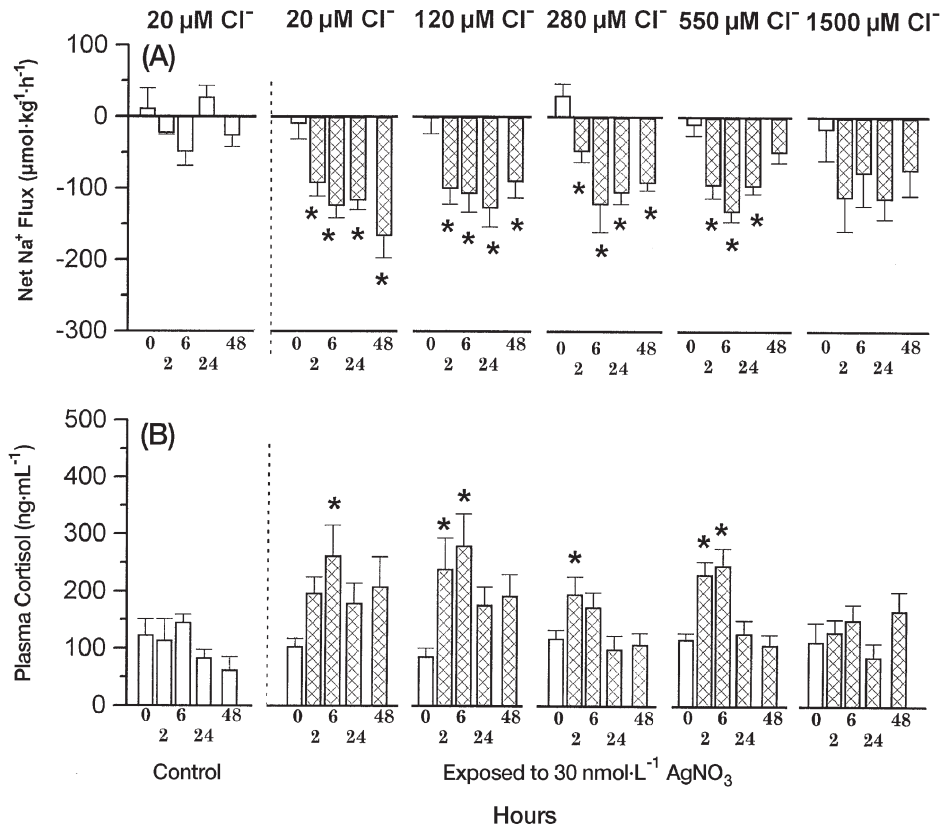 20 µM Cl⁻ 20 µM Cl⁻ 120 µM Cl⁻ 280 µM Cl⁻ 550 µM Cl⁻ 1500 µM Cl⁻
(A)
Net Na⁺ Flux (µmol·kg⁻¹·h⁻¹)
100
0
-100
-200
-300
* * * * * * * * * * * * * * *
0 6 48 0 6 48 0 6 48 0 6 48 0 6 48 0 6 48
2 24 2 24 2 24 2 24 2 24 2 24
(B)
Plasma Cortisol (ng·mL⁻¹)
500
400
300
200
100
0
* * * * * *
0 6 48 0 6 48 0 6 48 0 6 48 0 6 48 0 6 48
2 24 2 24 2 24 2 24 2 24 2 24
Control Exposed to 30 nmol·L⁻¹ AgNO₃
Hours